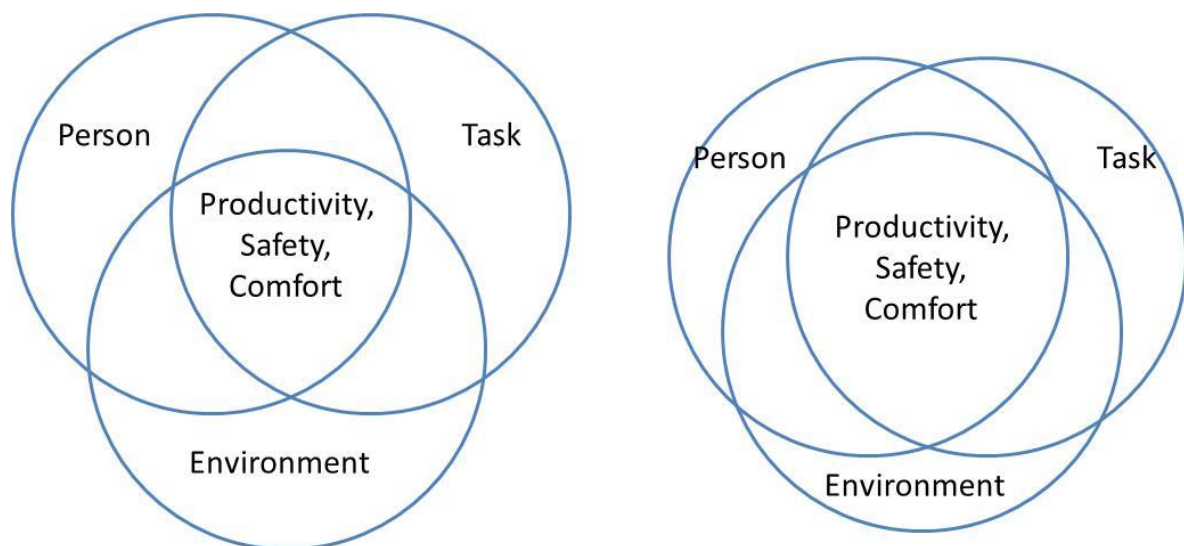 Person
Task
Productivity,
Safety,
Comfort
Environment
Person
Task
Productivity,
Safety,
Comfort
Environment